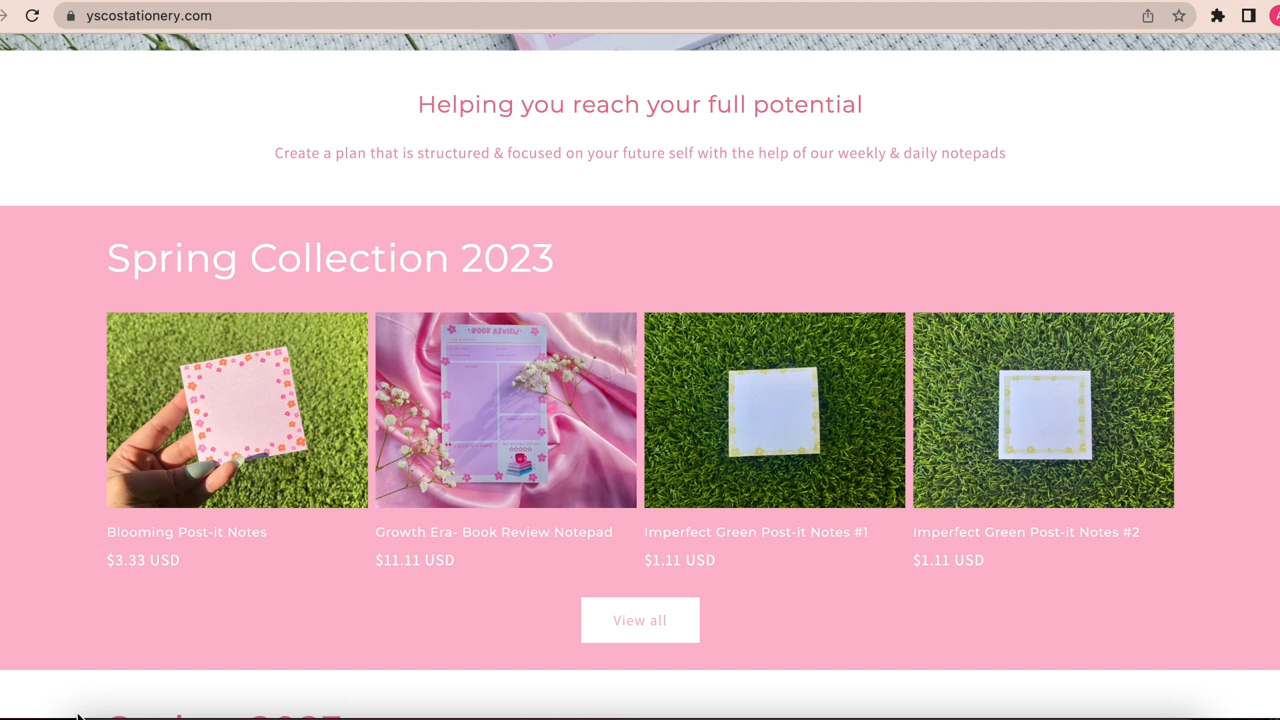 yscostationery.com
Helping you reach your full potential
Create a plan that is structured & focused on your future self with the help of our weekly & daily notepads
Spring Collection 2023
BOOK REVIEW
Blooming Post-it Notes
Growth Era- Book Review Notepad
Imperfect Green Post-it Notes #1
Imperfect Green Post-it Notes #2
$3.33 USD
$11.11 USD
$1.11 USD
$1.11 USD
View all